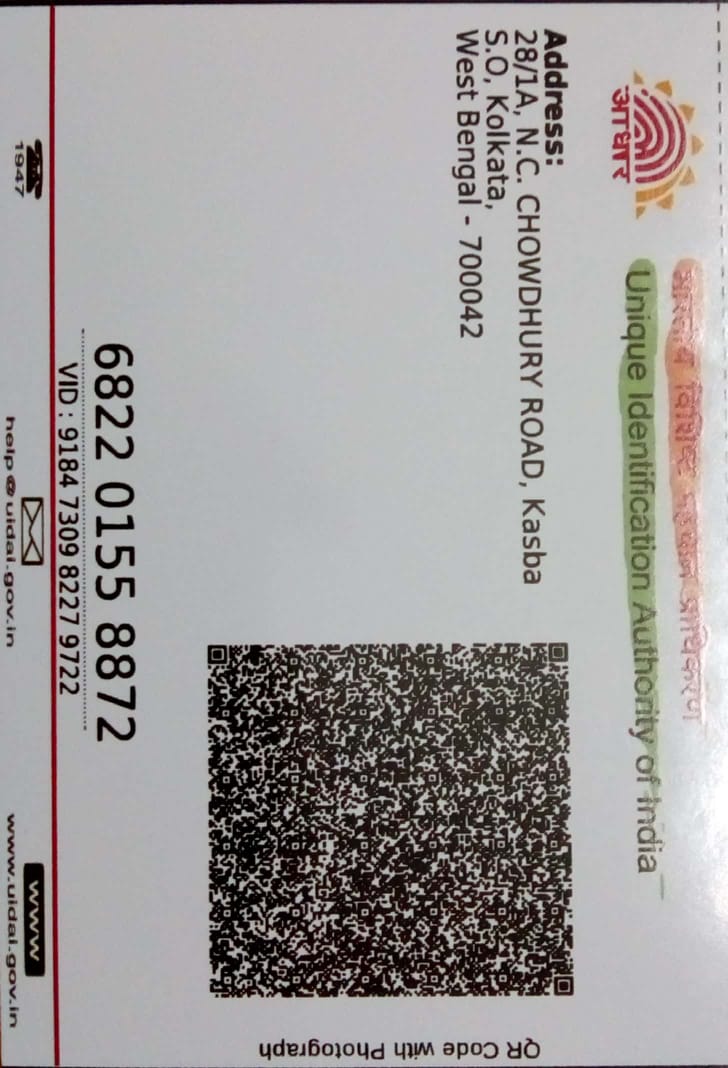 भारतीय विशिष्ट पहचान प्राधिकरण
Unique Identification Authority of India
आधार
Address:
28/1A, N.C. CHOWDHURY ROAD, Kasba
S.O, Kolkata,
West Bengal - 700042
QR Code with Photograph
6822 0155 8872
VID : 9184 7309 8227 9722
1947
help@uidai.gov.in
www
www.uidai.gov.in